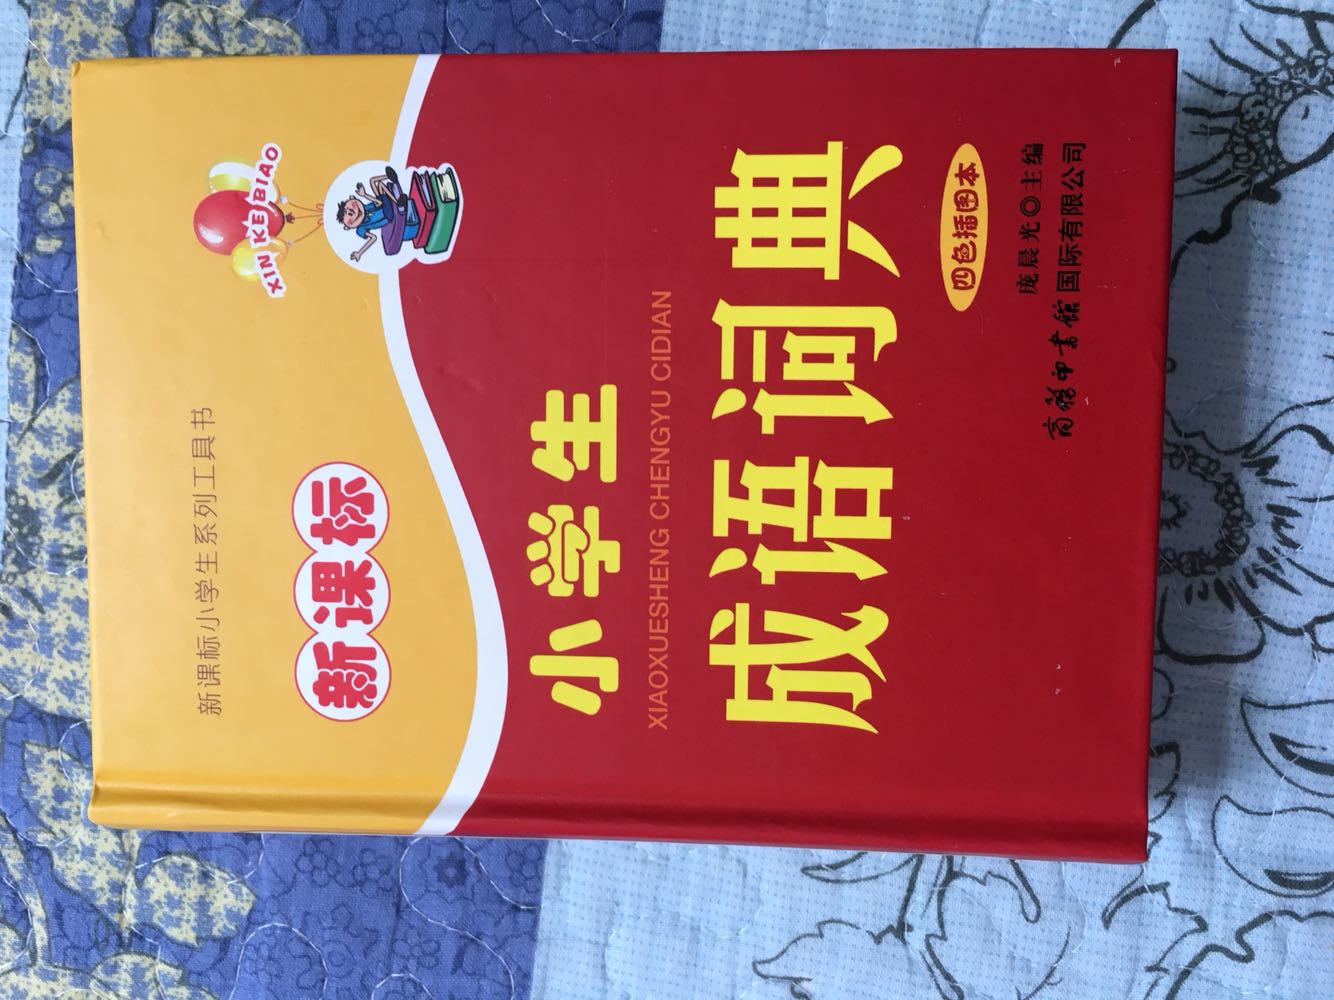 新课标小学生系列工具书
XIN KE BIAO
新课标
小学生
XIAOXUESHENG CHENGYU CIDIAN
成语词典
四色插图本
庞晨光◎主编
商务印书馆国际有限公司